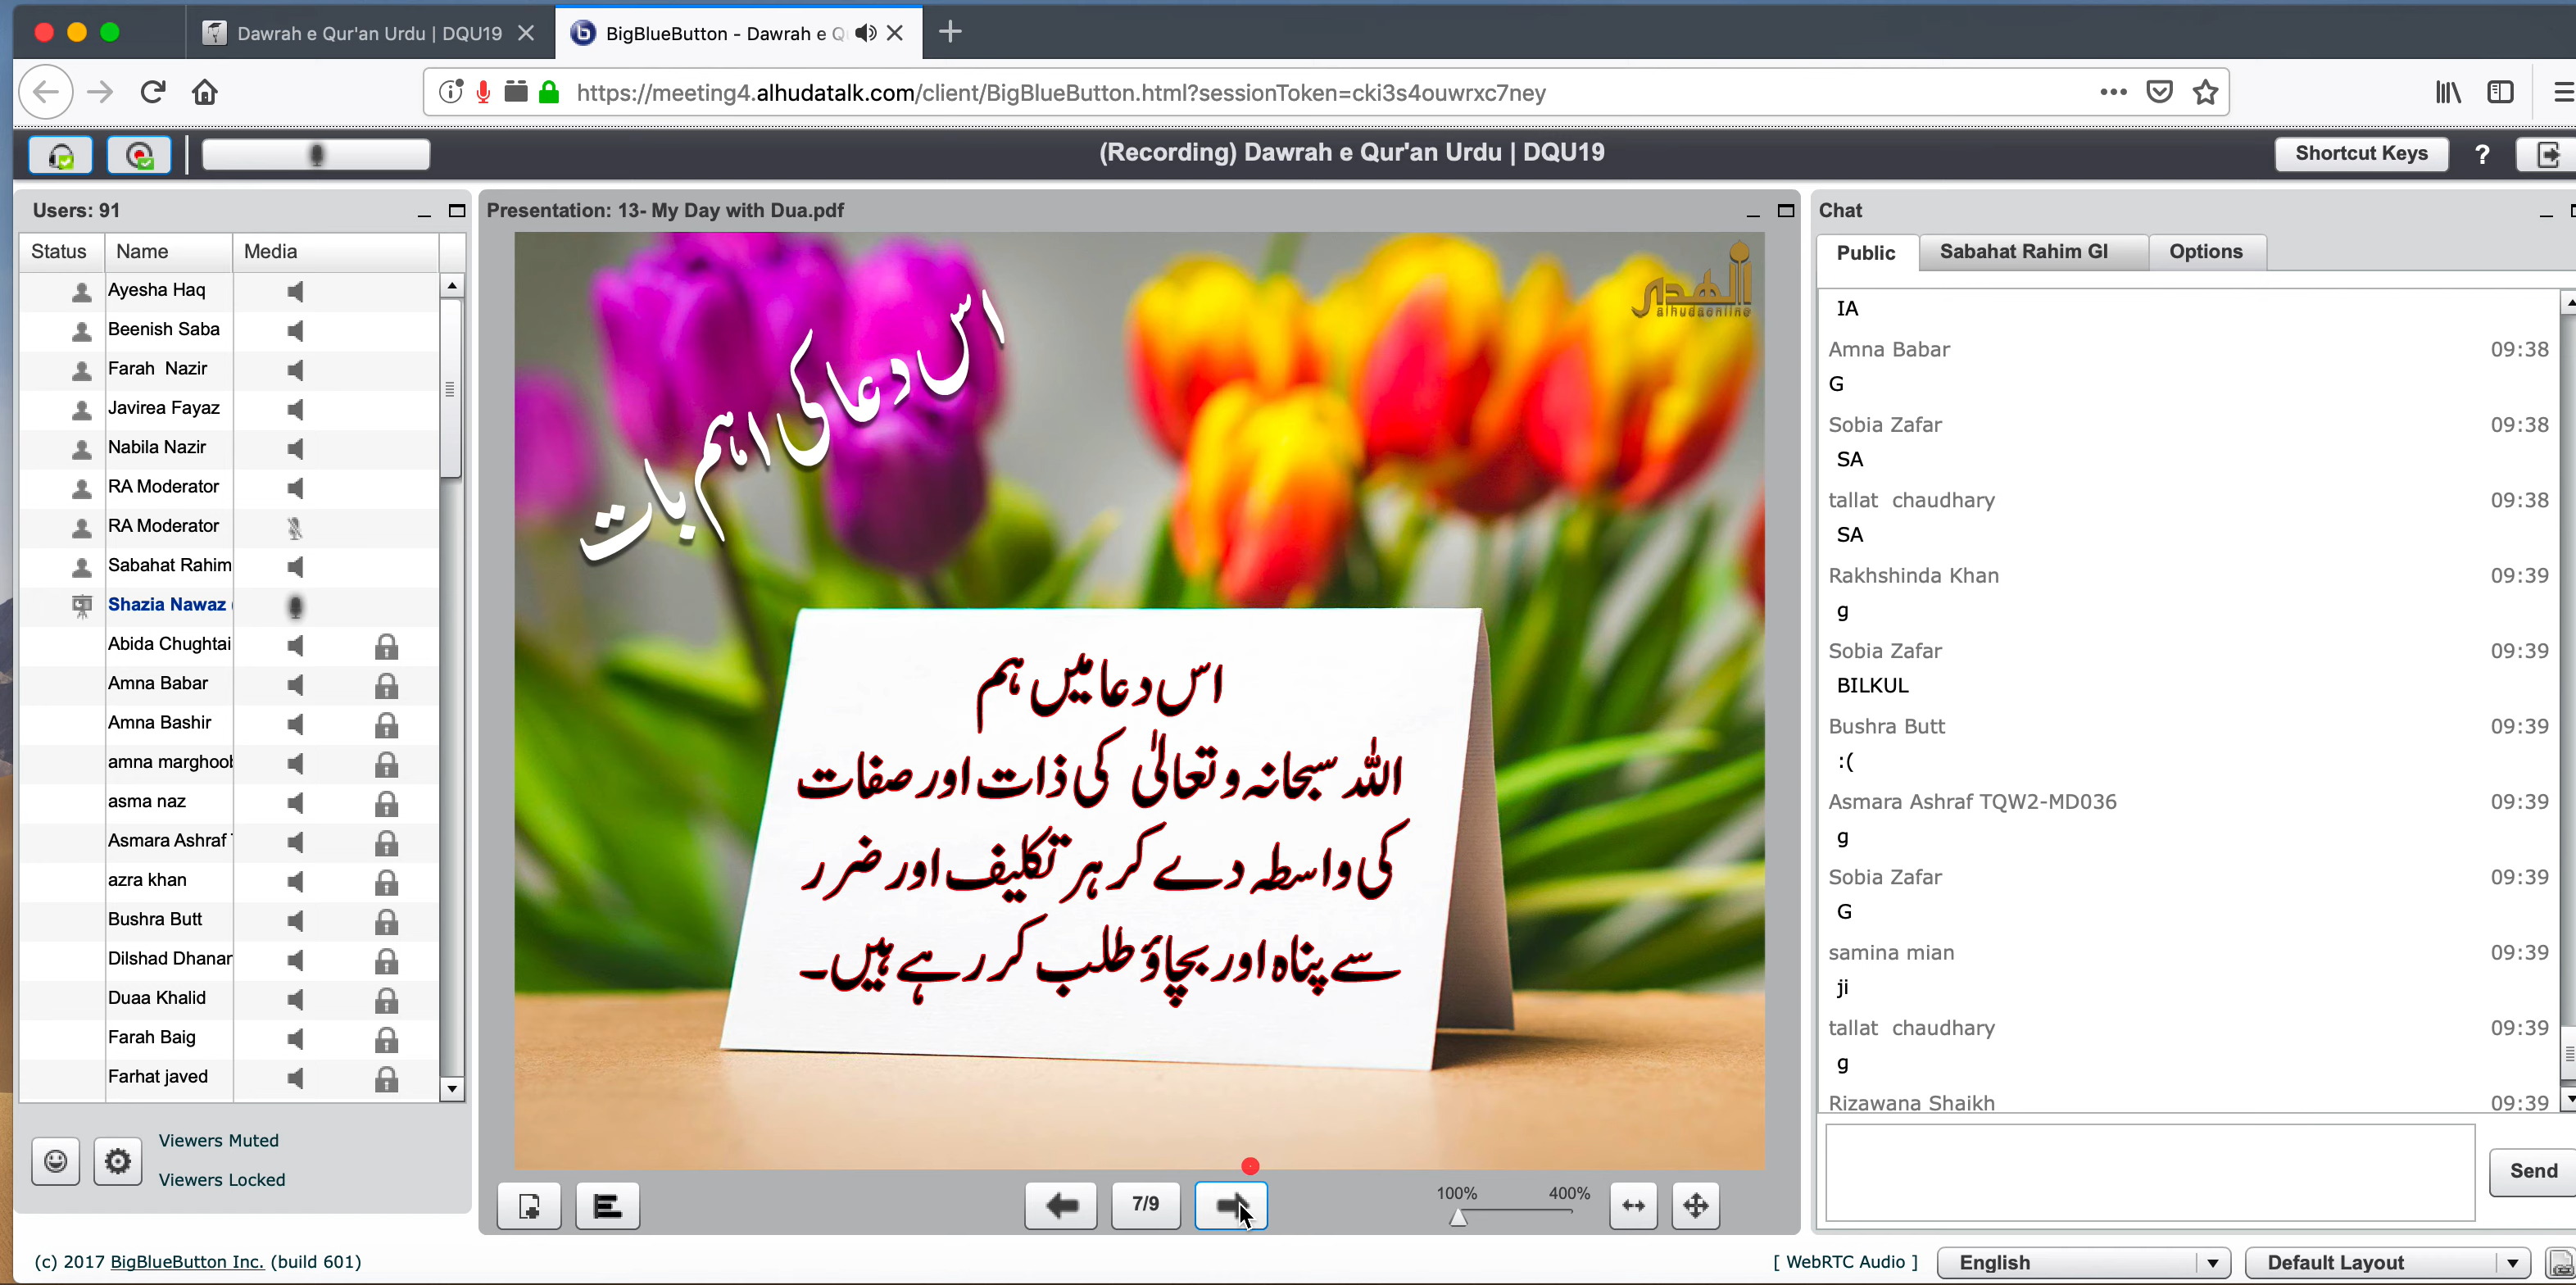 Dawrah e Qur'an Urdu | DQU19
BigBlueButton - Dawrah e Q
https://meeting4.alhudatalk.com/client/BigBlueButton.html?sessionToken=cki3s4ouwrxc7ney
(Recording) Dawrah e Qur'an Urdu | DQU19
Shortcut Keys
?
Users: 91
Status Name Media
Ayesha Haq
Beenish Saba
Farah Nazir
Javirea Fayaz
Nabila Nazir
RA Moderator
RA Moderator
Sabahat Rahim
Shazia Nawaz
Abida Chughtai
Amna Babar
Amna Bashir
amna marghoob
asma naz
Asmara Ashraf
azra khan
Bushra Butt
Dilshad Dhanan
Duaa Khalid
Farah Baig
Farhat javed
Viewers Muted
Viewers Locked
Presentation: 13- My Day with Dua.pdf
الهدى
alhudaonline
اس دعا کی اہم بات
اس دعا میں ہم
اللہ سبحانہ و تعالیٰ کی ذات اور صفات
کی واسطہ دے کر ہر تکلیف اور ضرر
سے پناہ اور بچاؤ طلب کر رہے ہیں۔
7/9
100% 400%
Chat
Public Sabahat Rahim GI Options
IA
Amna Babar 09:38
G
Sobia Zafar 09:38
SA
tallat chaudhary 09:38
SA
Rakhshinda Khan 09:39
g
Sobia Zafar 09:39
BILKUL
Bushra Butt 09:39
:(
Asmara Ashraf TQW2-MD036 09:39
g
Sobia Zafar 09:39
G
samina mian 09:39
ji
tallat chaudhary 09:39
g
Rizawana Shaikh 09:39
Send
(c) 2017 BigBlueButton Inc. (build 601)
[ WebRTC Audio ]
English
Default Layout